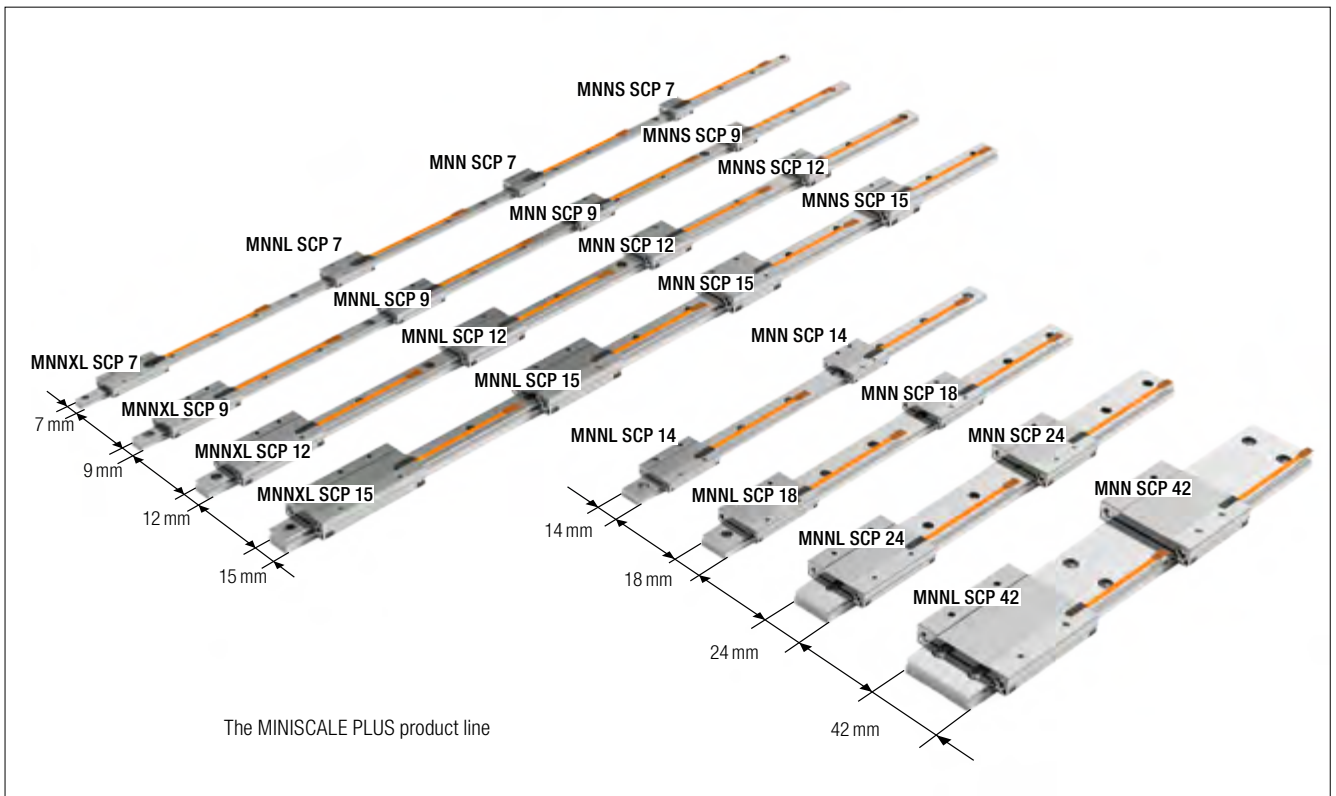 MNNS SCP 7
MNNS SCP 9
MNNS SCP 12
MNNS SCP 15
MNN SCP 7
MNN SCP 9
MNN SCP 12
MNN SCP 15
MNNL SCP 7
MNNL SCP 9
MNNL SCP 12
MNNL SCP 15
MNNXL SCP 7
MNNXL SCP 9
MNNXL SCP 12
MNNXL SCP 15
7 mm
9 mm
12 mm
15 mm
MNN SCP 14
MNN SCP 18
MNN SCP 24
MNN SCP 42
MNNL SCP 14
MNNL SCP 18
MNNL SCP 24
MNNL SCP 42
14 mm
18 mm
24 mm
42 mm
The MINISCALE PLUS product line